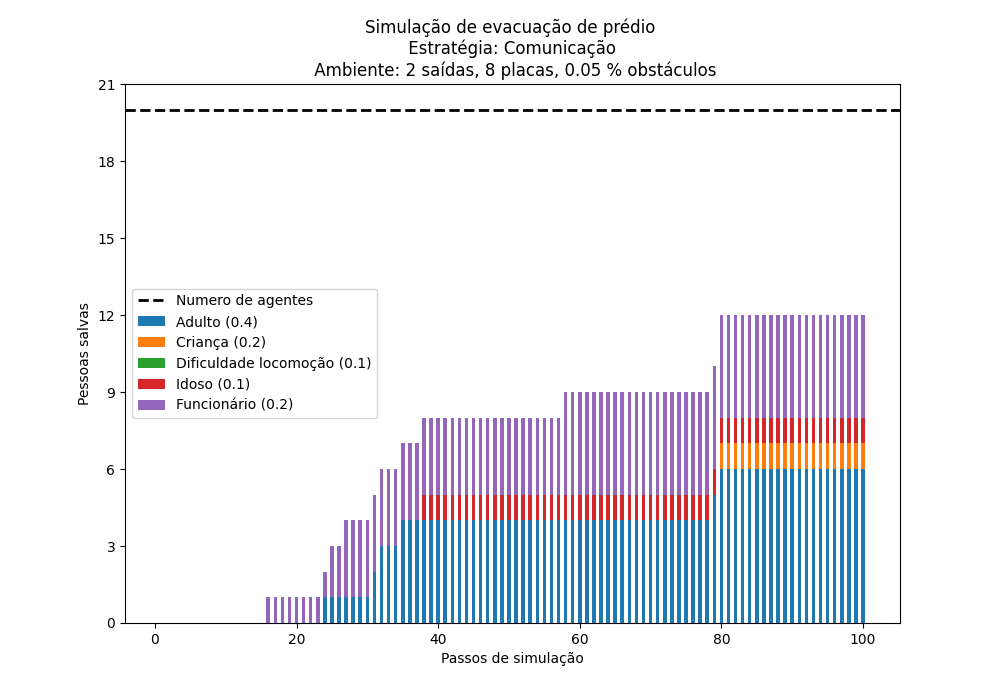 Simulação de evacuação de prédio
Estratégia: Comunicação
Ambiente: 2 saídas, 8 placas, 0.05 % obstáculos
21
18
15
12
9
6
3
0
Pessoas salvas
Numero de agentes
Adulto (0.4)
Criança (0.2)
Dificuldade locomoção (0.1)
Idoso (0.1)
Funcionário (0.2)
0 20 40 60 80 100
Passos de simulação